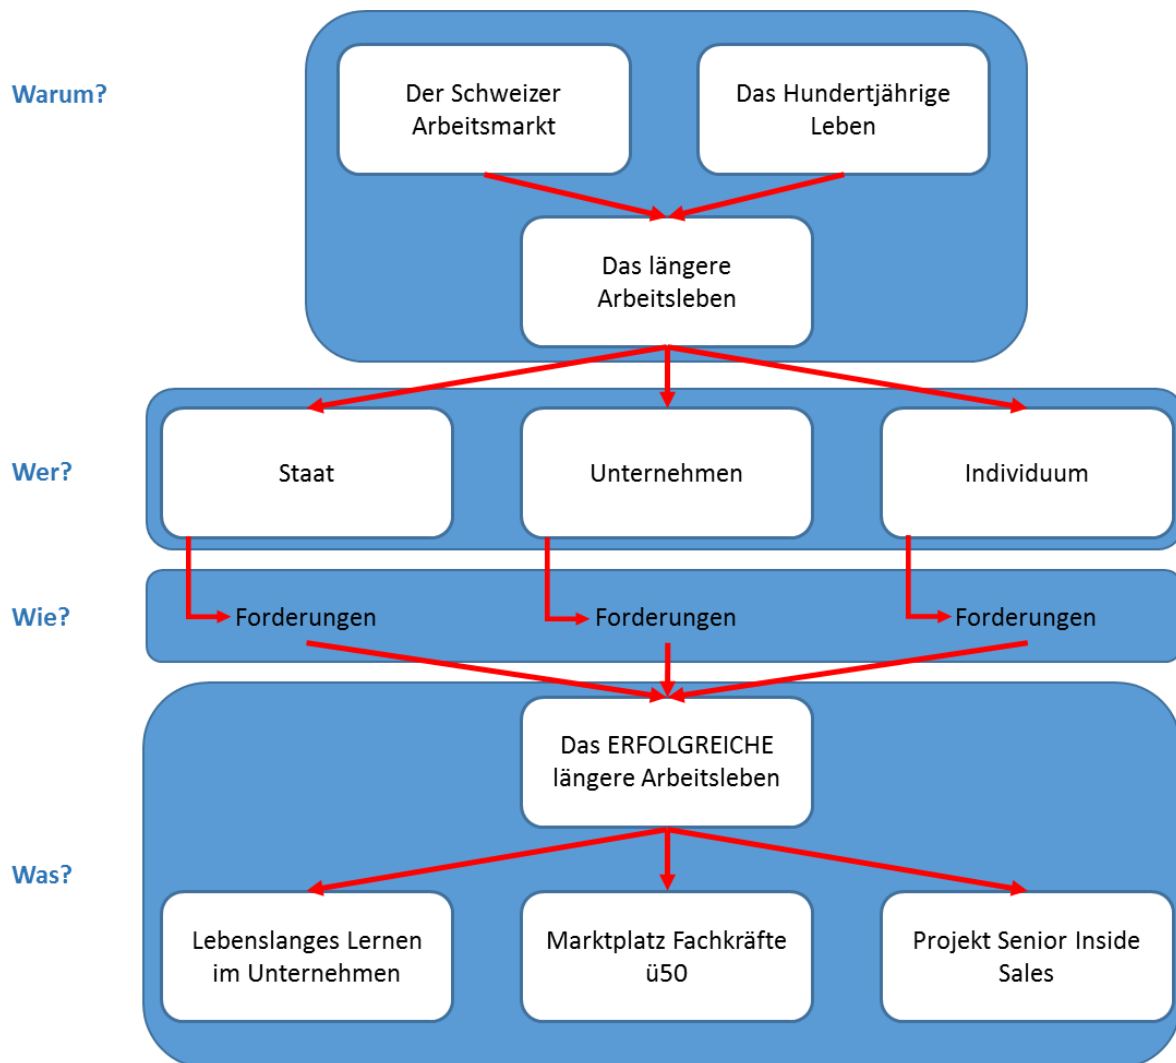 Warum?
Der Schweizer
Arbeitsmarkt
Das Hundertjährige
Leben
Das längere
Arbeitsleben
Wer?
Staat
Unternehmen
Individuum
Wie?
Forderungen
Forderungen
Forderungen
Das ERFOLGREICHE
längere Arbeitsleben
Was?
Lebenslanges Lernen
im Unternehmen
Marktplatz Fachkräfte
ü50
Projekt Senior Inside
Sales